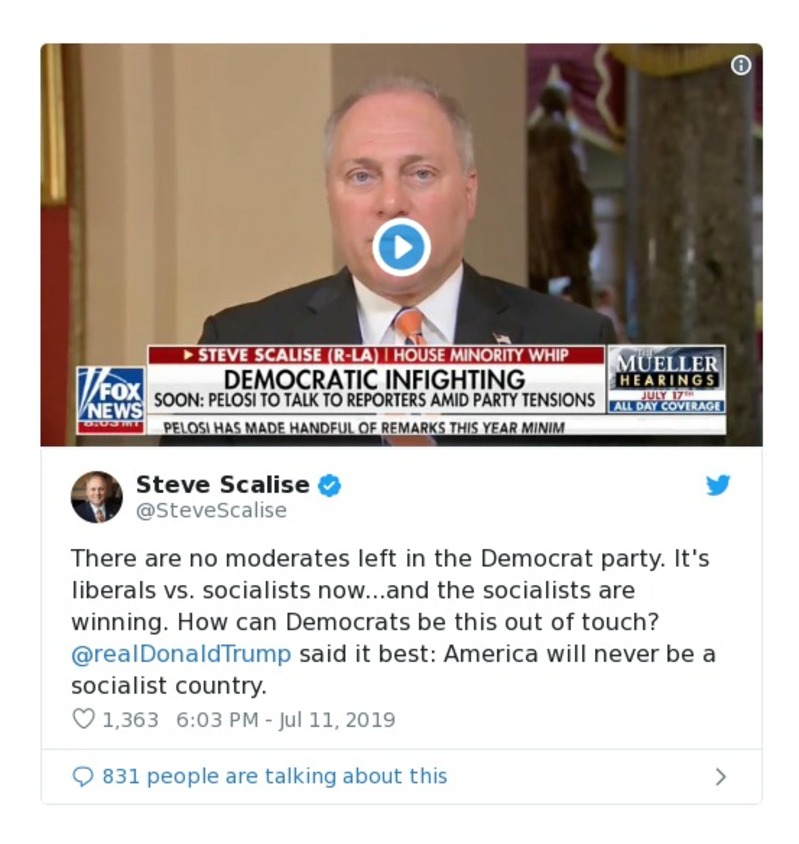 STEVE SCALISE (R-LA) | HOUSE MINORITY WHIP
DEMOCRATIC INFIGHTING
SOON: PELOSI TO TALK TO REPORTERS AMID PARTY TENSIONS
PELOSI HAS MADE HANDFUL OF REMARKS THIS YEAR MINIM
FOX
NEWS
THE
MUELLER
HEARINGS
JULY 17TH
ALL DAY COVERAGE
Steve Scalise
@SteveScalise
There are no moderates left in the Democrat party. It's
liberals vs. socialists now...and the socialists are
winning. How can Democrats be this out of touch?
@realDonaldTrump said it best: America will never be a
socialist country.
1,363 6:03 PM - Jul 11, 2019
831 people are talking about this